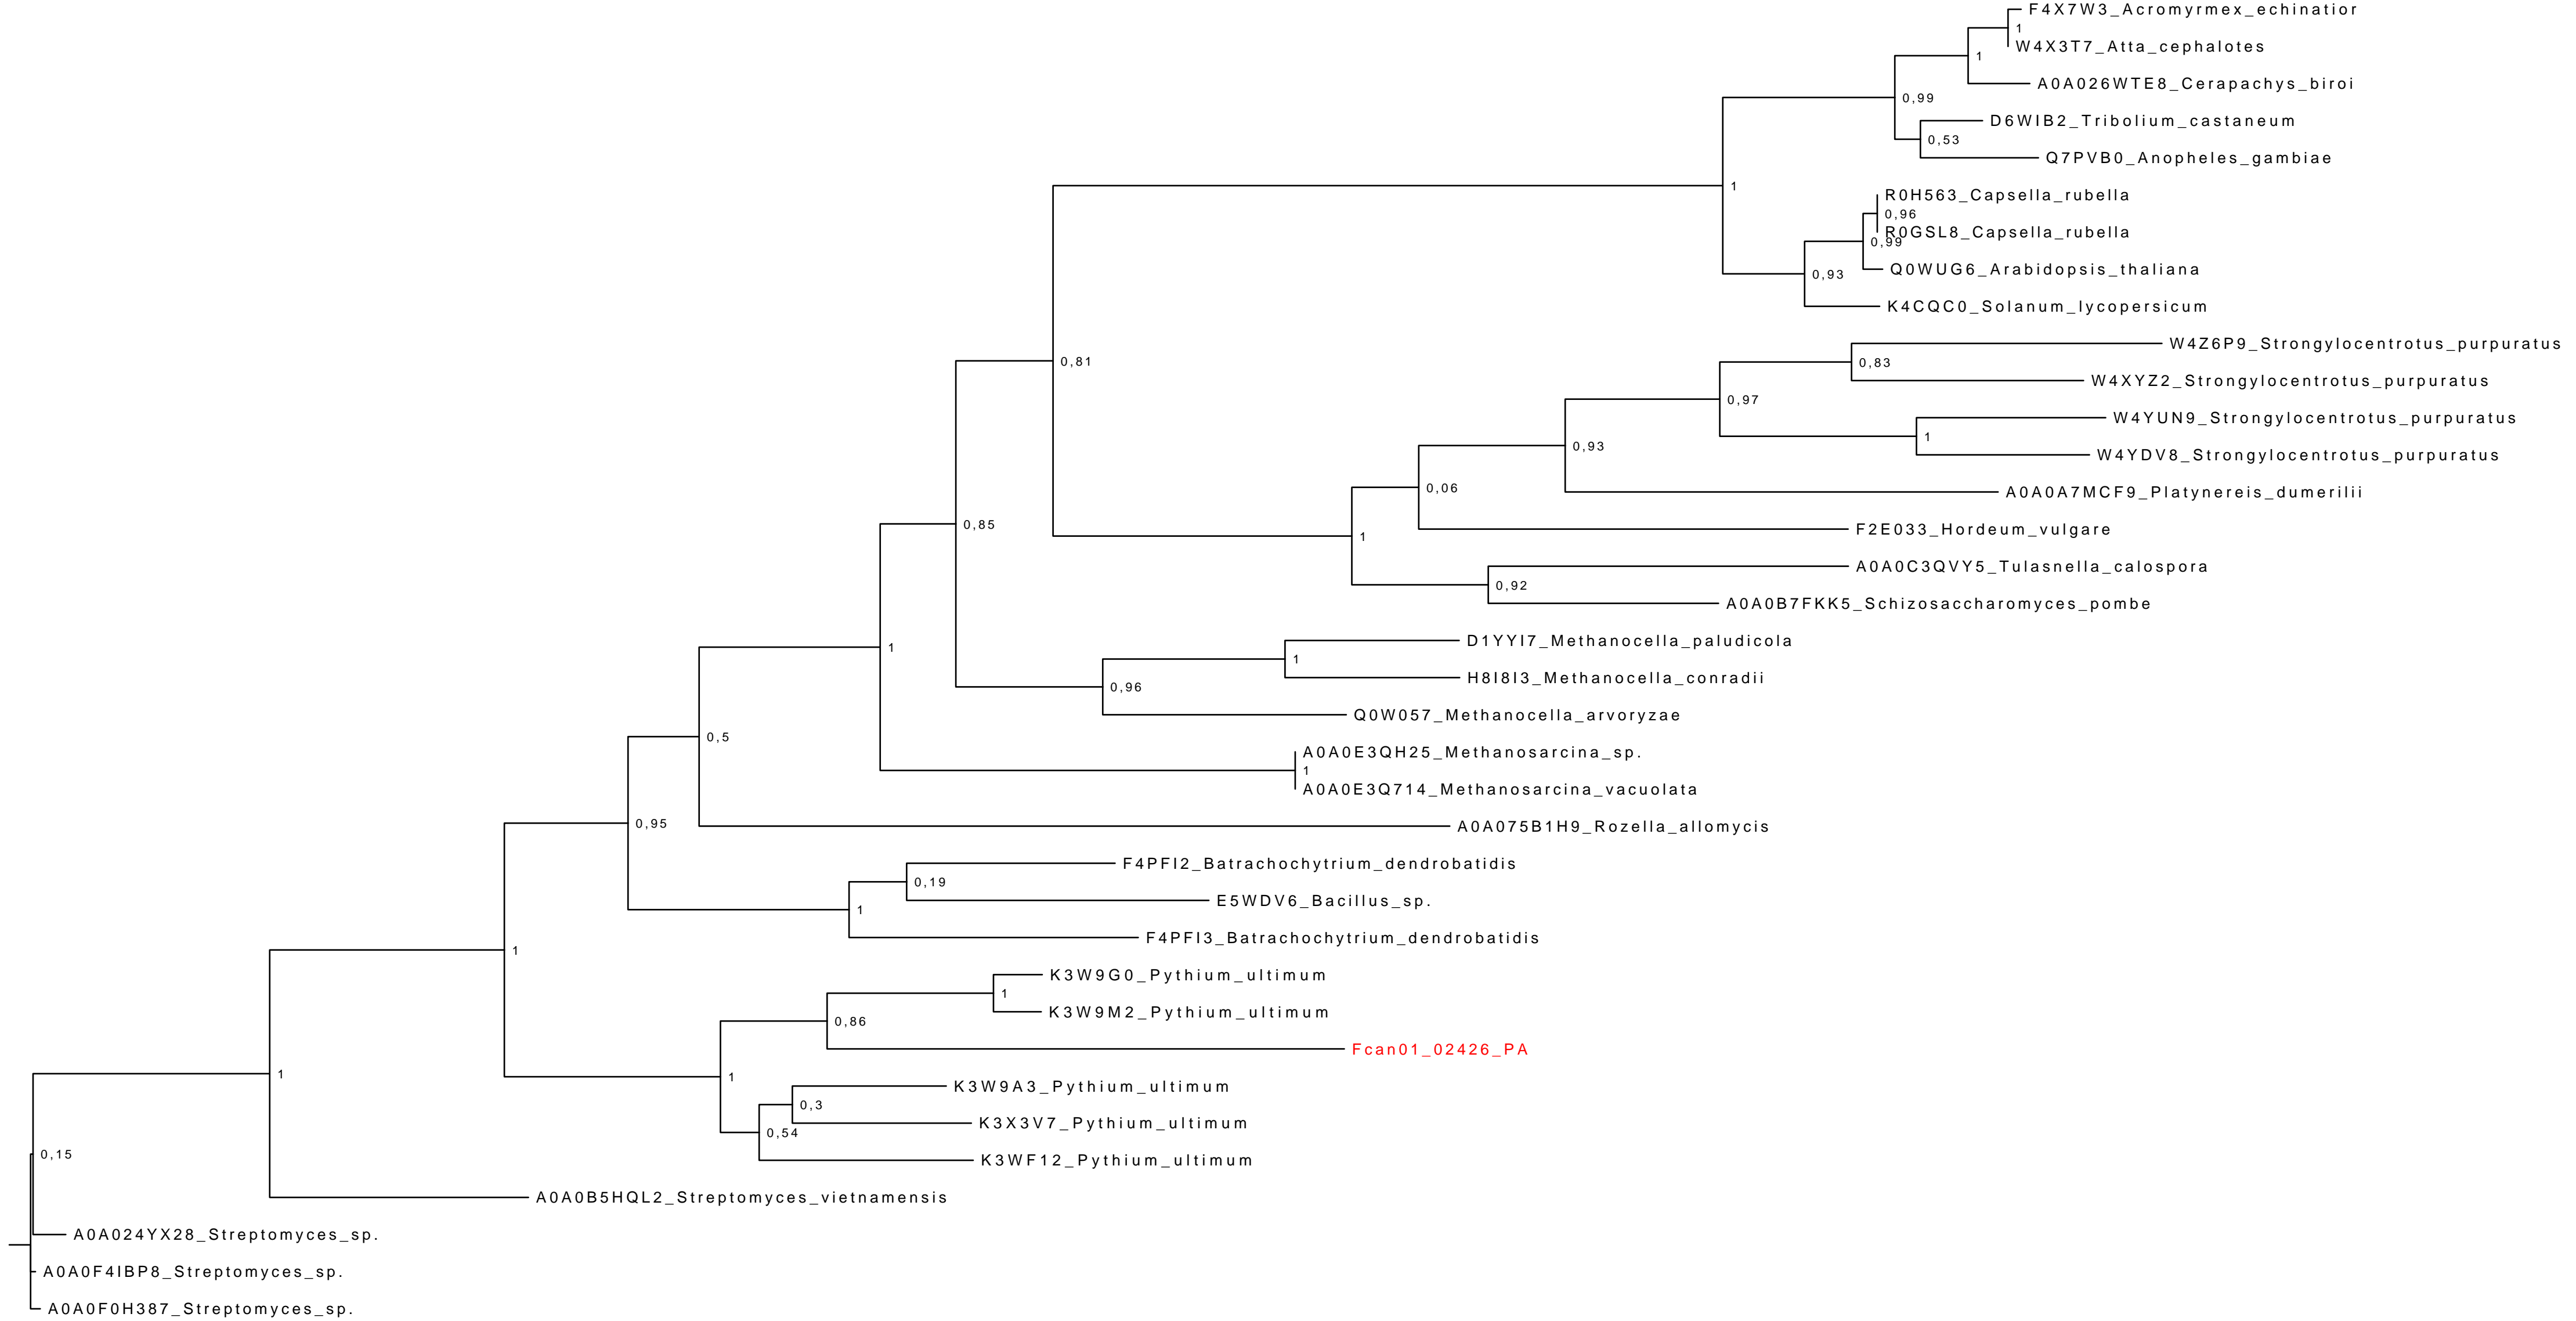 F4X7W3_Acromyrmex_echinatior
1
W4X3T7_Atta_cephalotes
1
A0A026WTE8_Cerapachys_biroi
0,99
D6WIB2_Tribolium_castaneum
0,53
Q7PVB0_Anopheles_gambiae
1
R0H563_Capsella_rubella
0,96
R0GSL8_Capsella_rubella
0,99
Q0WUG6_Arabidopsis_thaliana
0,93
K4CQC0_Solanum_lycopersicum
W4Z6P9_Strongylocentrotus_purpuratus
0,81
0,83
W4XYZ2_Strongylocentrotus_purpuratus
0,97
W4YUN9_Strongylocentrotus_purpuratus
1
0,93
W4YDV8_Strongylocentrotus_purpuratus
0,06
A0A0A7MCF9_Platynereis_dumerilii
0,85
F2E033_Hordeum_vulgare
1
A0A0C3QVY5_Tulasnella_calospora
0,92
A0A0B7FKK5_Schizosaccharomyces_pombe
D1YYI7_Methanocella_paludicola
1
1
H8I8I3_Methanocella_conradii
0,96
Q0W057_Methanocella_arvoryzae
0,5
A0A0E3QH25_Methanosarcina_sp.
1
A0A0E3Q714_Methanosarcina_vacuolata
0,95
A0A075B1H9_Rozella_allomycis
F4PFI2_Batrachochytrium_dendrobatidis
0,19
E5WDV6_Bacillus_sp.
1
F4PFI3_Batrachochytrium_dendrobatidis
1
K3W9G0_Pythium_ultimum
1
K3W9M2_Pythium_ultimum
0,86
Fcan01_02426_PA
1
1
K3W9A3_Pythium_ultimum
0,3
K3X3V7_Pythium_ultimum
0,54
0,15
K3WF12_Pythium_ultimum
A0A0B5HQL2_Streptomyces_vietnamensis
A0A024YX28_Streptomyces_sp.
A0A0F4IBP8_Streptomyces_sp.
A0A0F0H387_Streptomyces_sp.